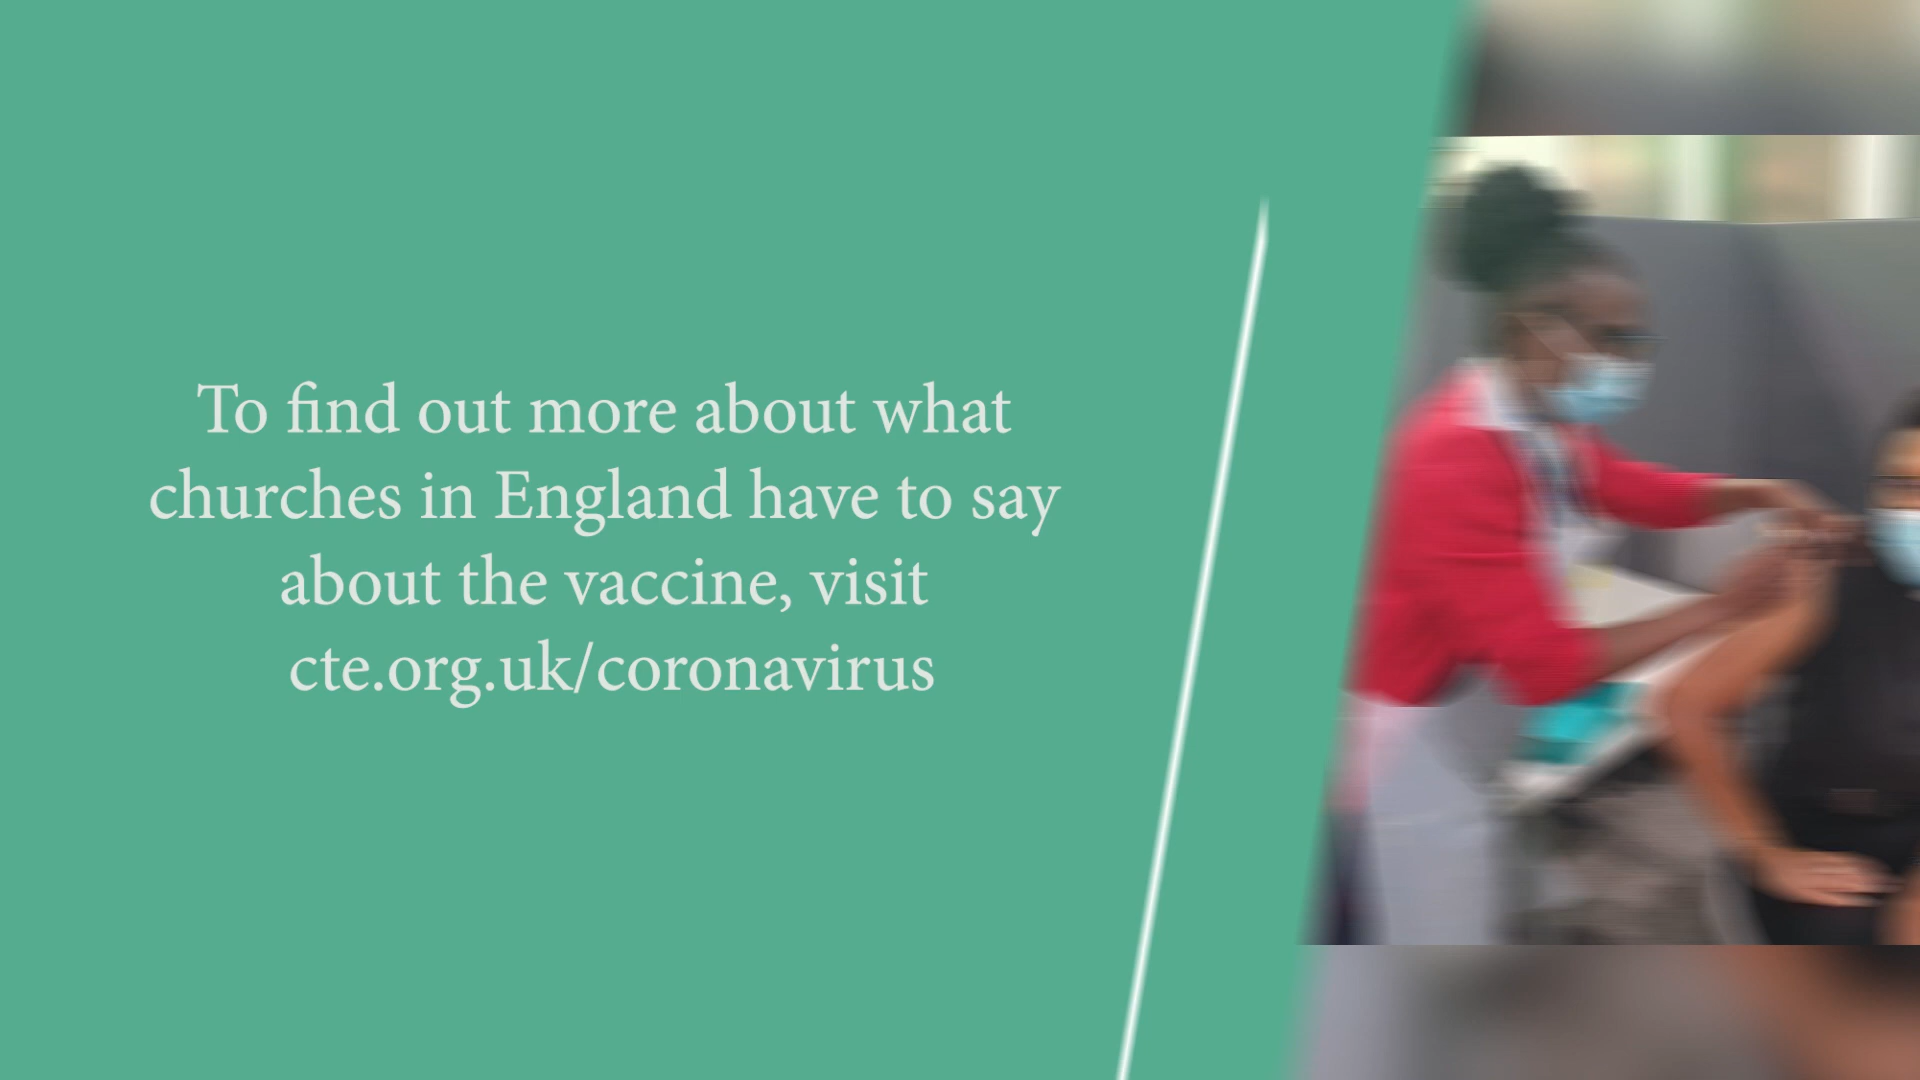 To find out more about what
churches in England have to say
about the vaccine, visit
cte.org.uk/coronavirus